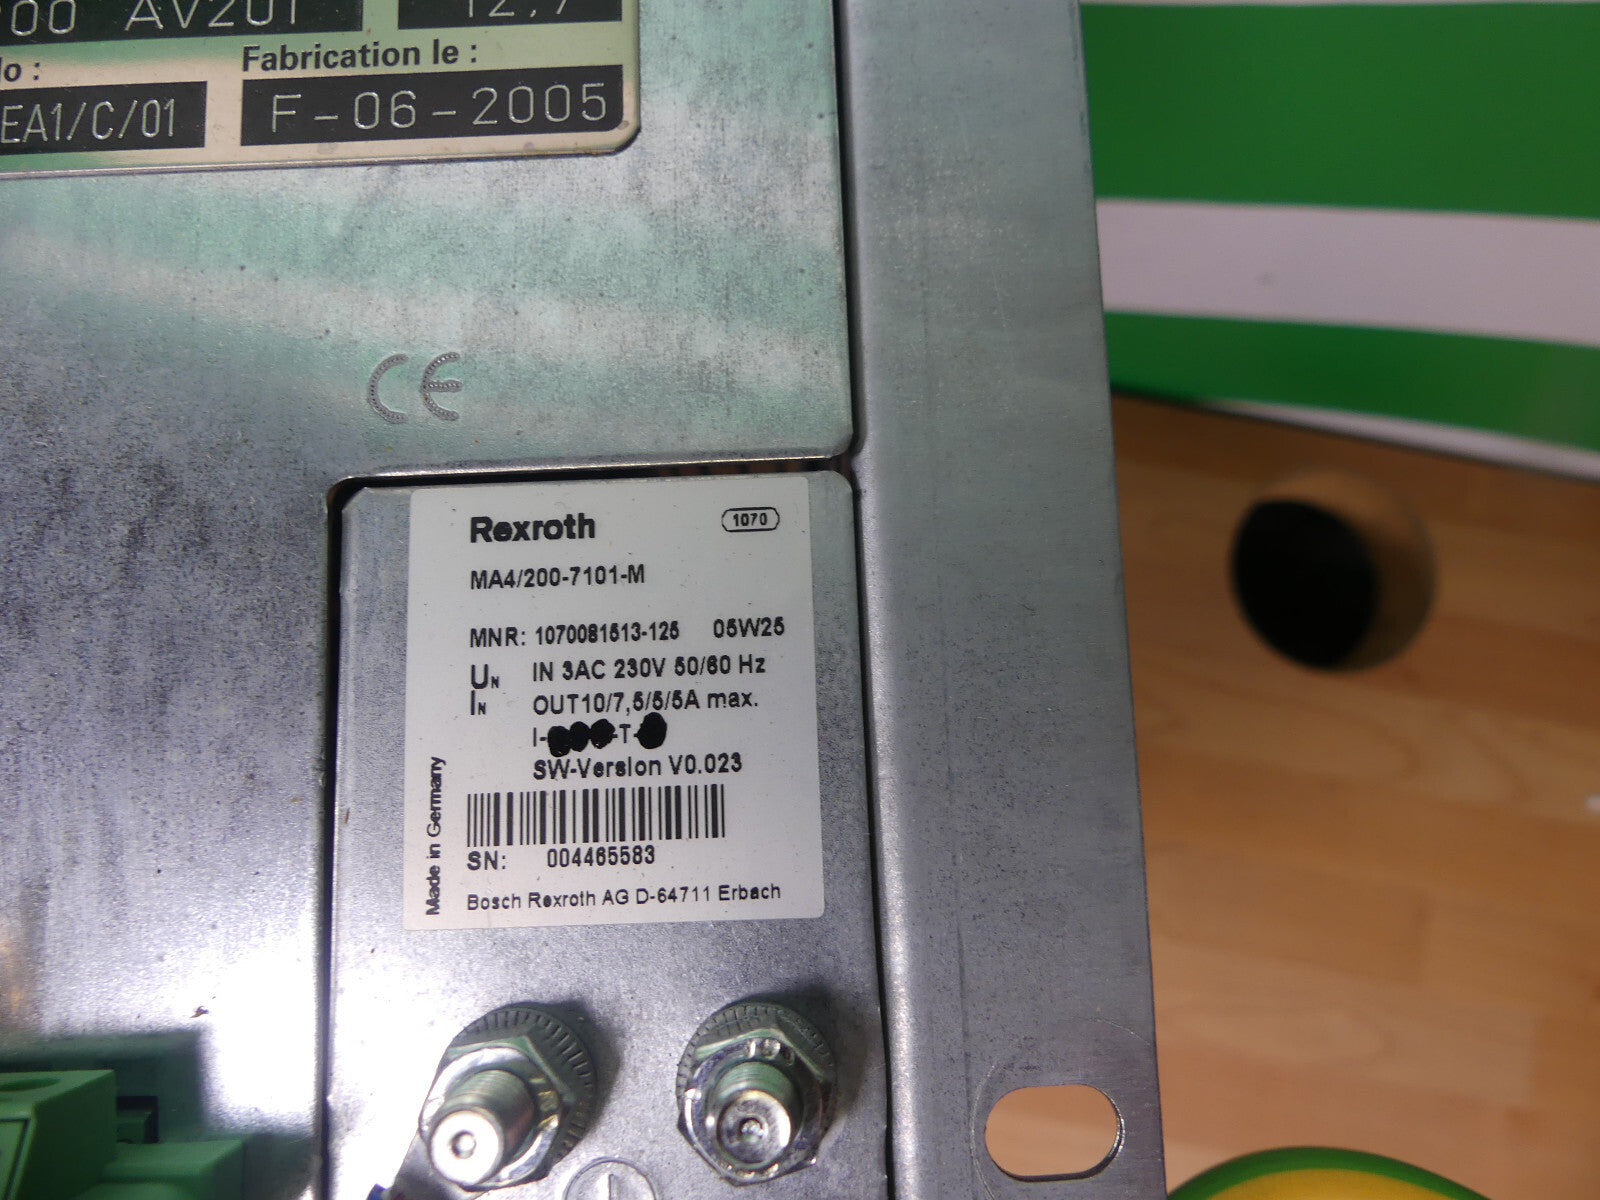 00 AV201 12,7
o : Fabrication le :
EA1/C/01 F-06-2005
CE
Rexroth 1070
MA4/200-7101-M
MNR: 1070081513-125 05W25
UN IN 3AC 230V 50/60 Hz
IN OUT10/7,5/5/5A max.
I- -T-
SW-Version V0.023
Made in Germany
SN: 004465583
Bosch Rexroth AG D-64711 Erbach